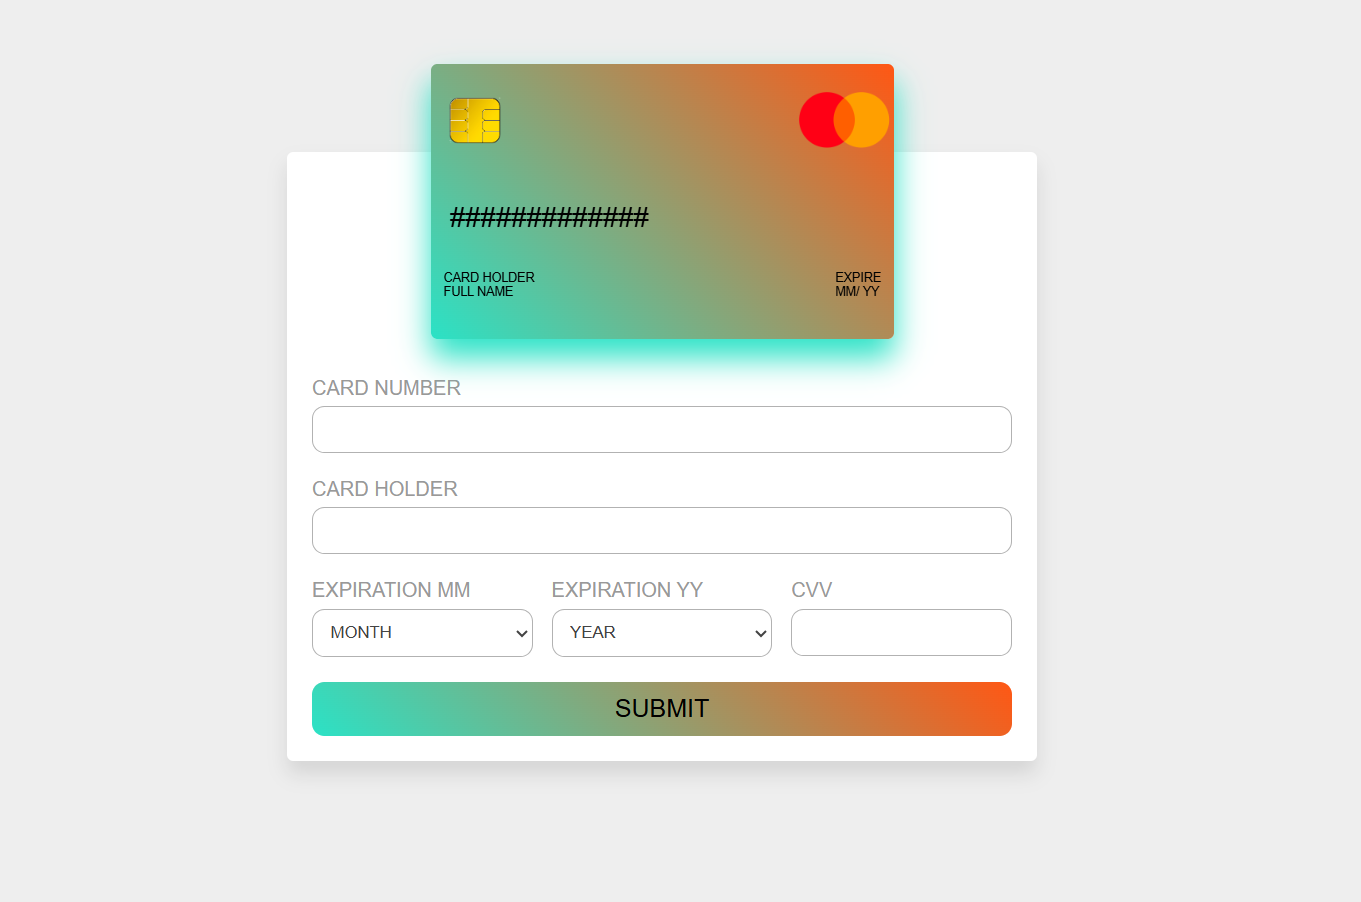 #############
CARD HOLDER
FULL NAME
EXPIRE
MM/ YY
CARD NUMBER
CARD HOLDER
EXPIRATION MM
EXPIRATION YY
CVV
MONTH
YEAR
SUBMIT